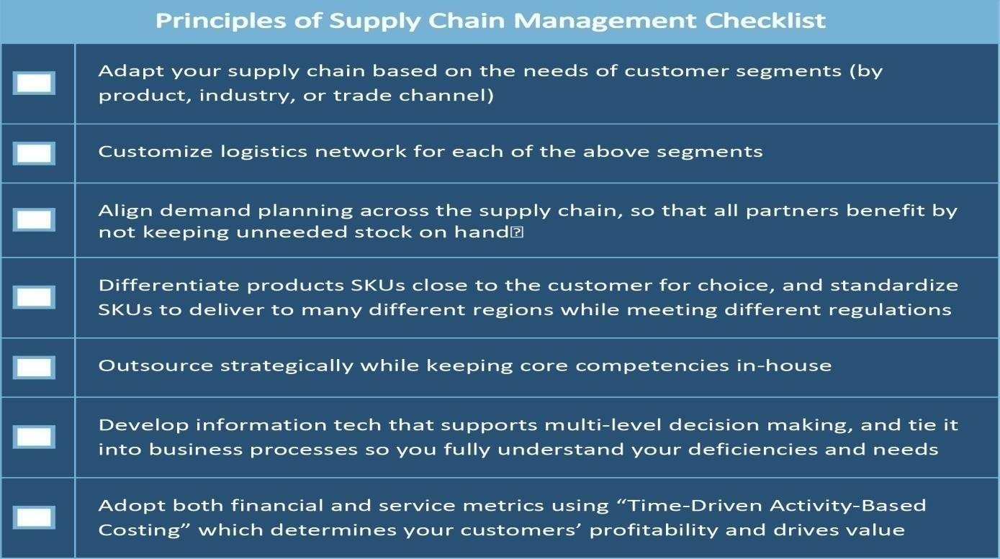 Principles of Supply Chain Management Checklist
Adapt your supply chain based on the needs of customer segments (by
product, industry, or trade channel)
Customize logistics network for each of the above segments
Align demand planning across the supply chain, so that all partners benefit by
not keeping unneeded stock on hand⍰
Differentiate products SKUs close to the customer for choice, and standardize
SKUs to deliver to many different regions while meeting different regulations
Outsource strategically while keeping core competencies in-house
Develop information tech that supports multi-level decision making, and tie it
into business processes so you fully understand your deficiencies and needs
Adopt both financial and service metrics using “Time-Driven Activity-Based
Costing” which determines your customers’ profitability and drives value